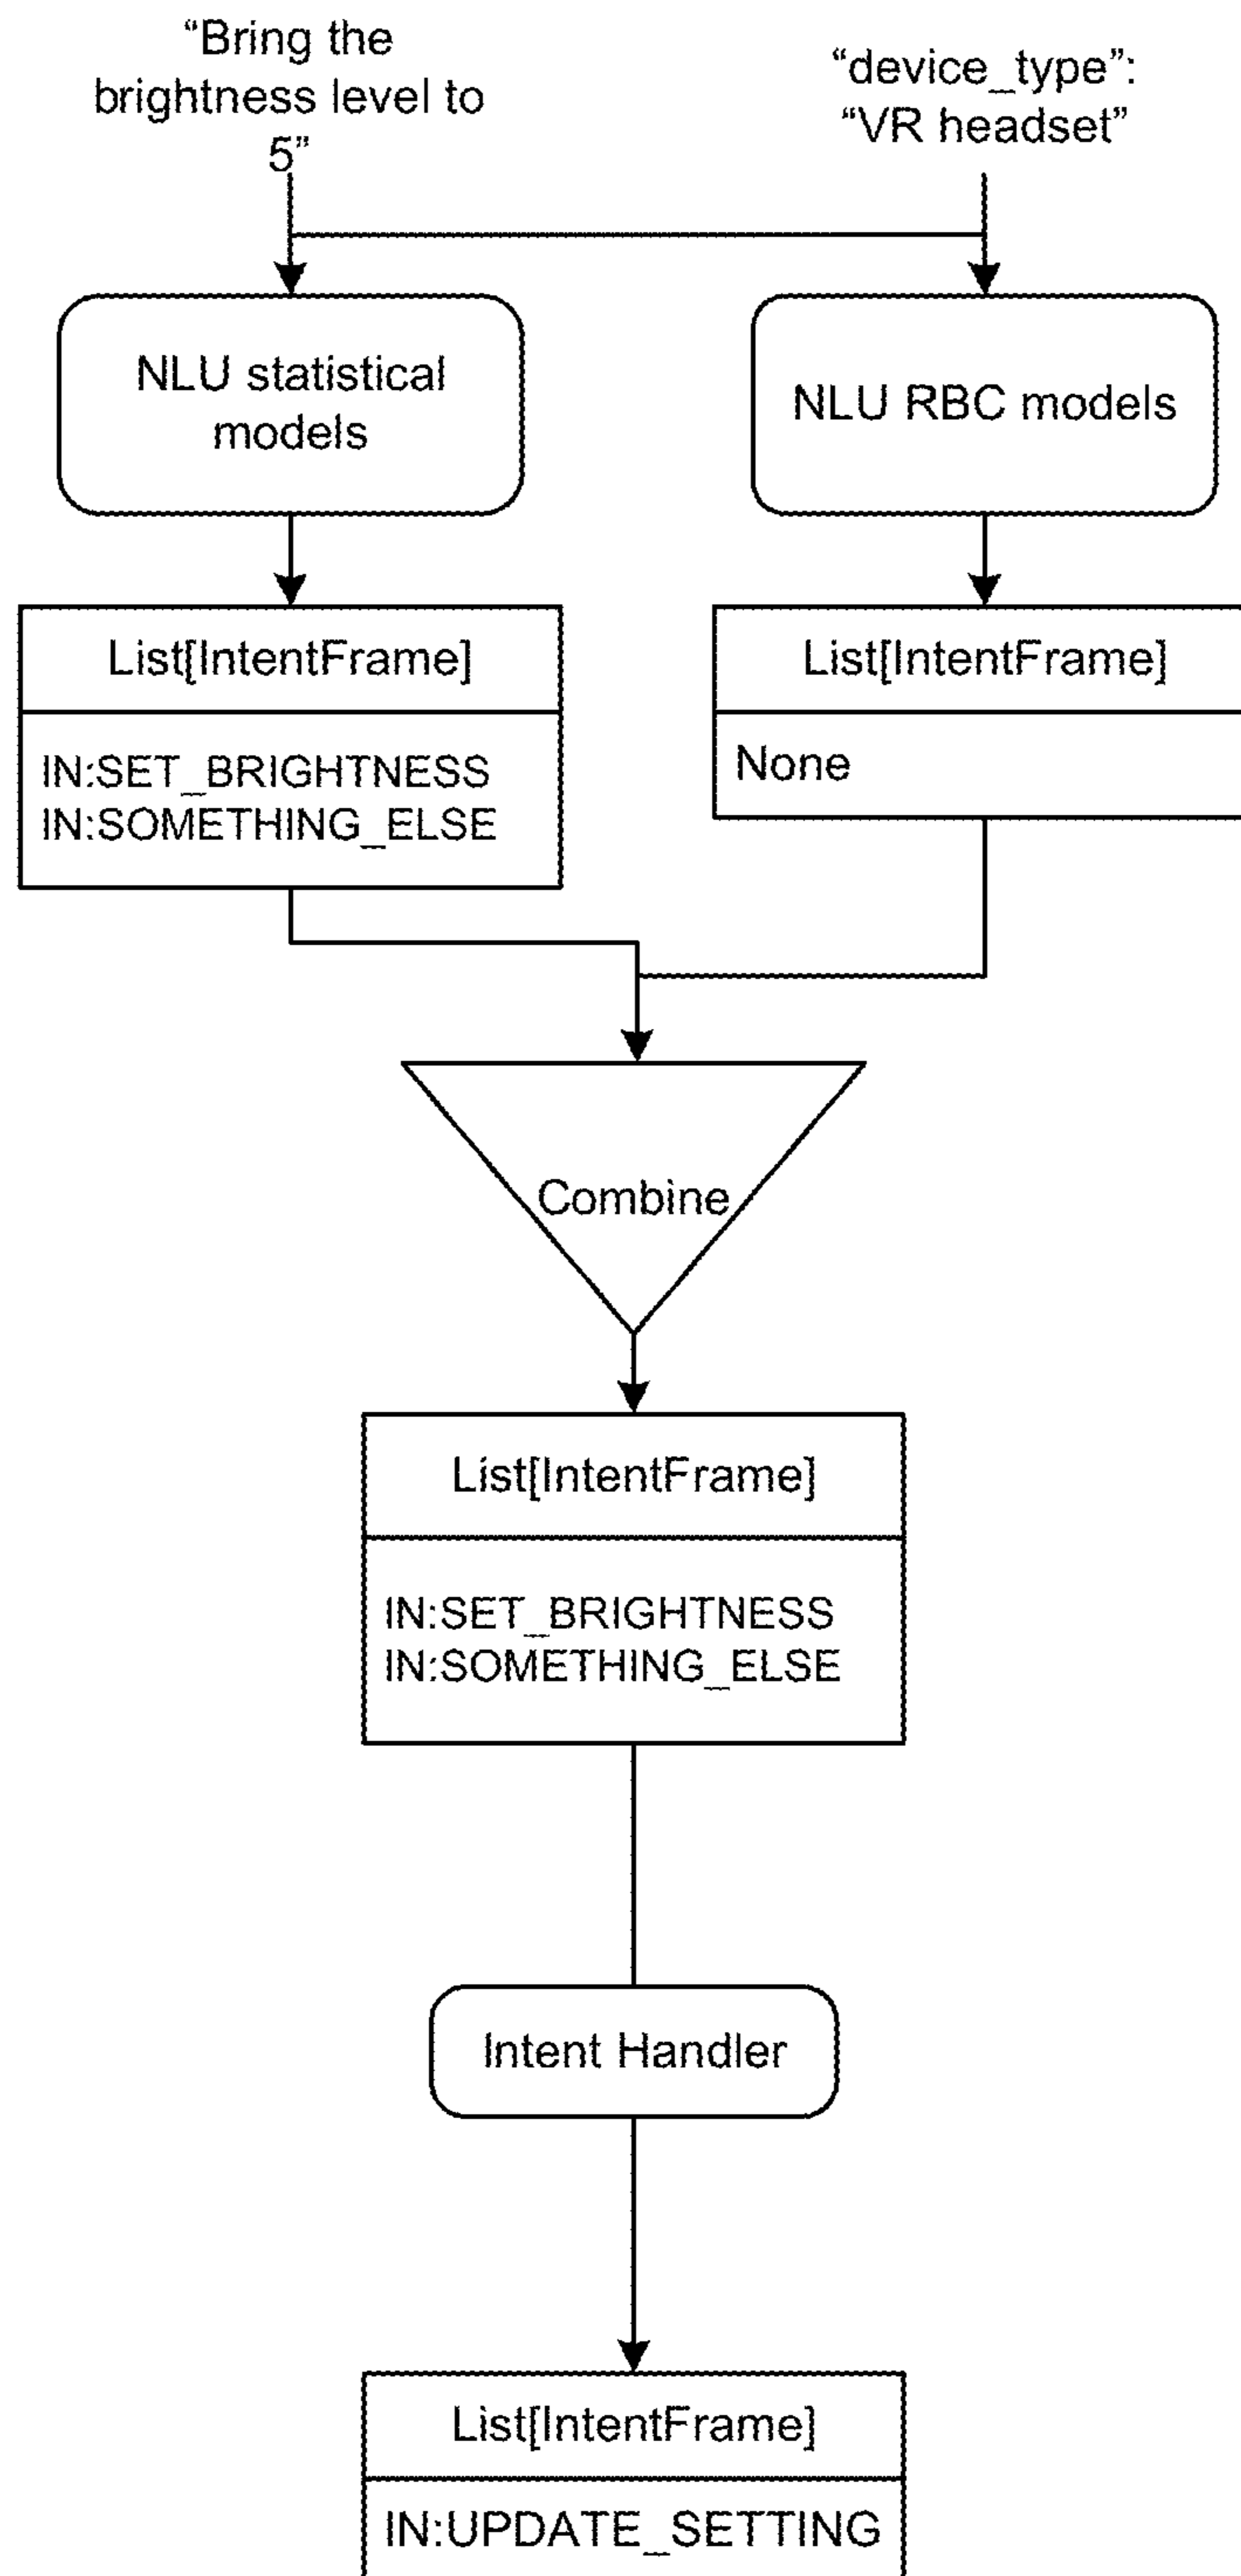 “Bring the
brightness level to
5”
“device_type”:
“VR headset”
NLU statistical
models
NLU RBC models
List[IntentFrame]
IN:SET_BRIGHTNESS
IN:SOMETHING_ELSE
List[IntentFrame]
None
Combine
List[IntentFrame]
IN:SET_BRIGHTNESS
IN:SOMETHING_ELSE
Intent Handler
List[IntentFrame]
IN:UPDATE_SETTING